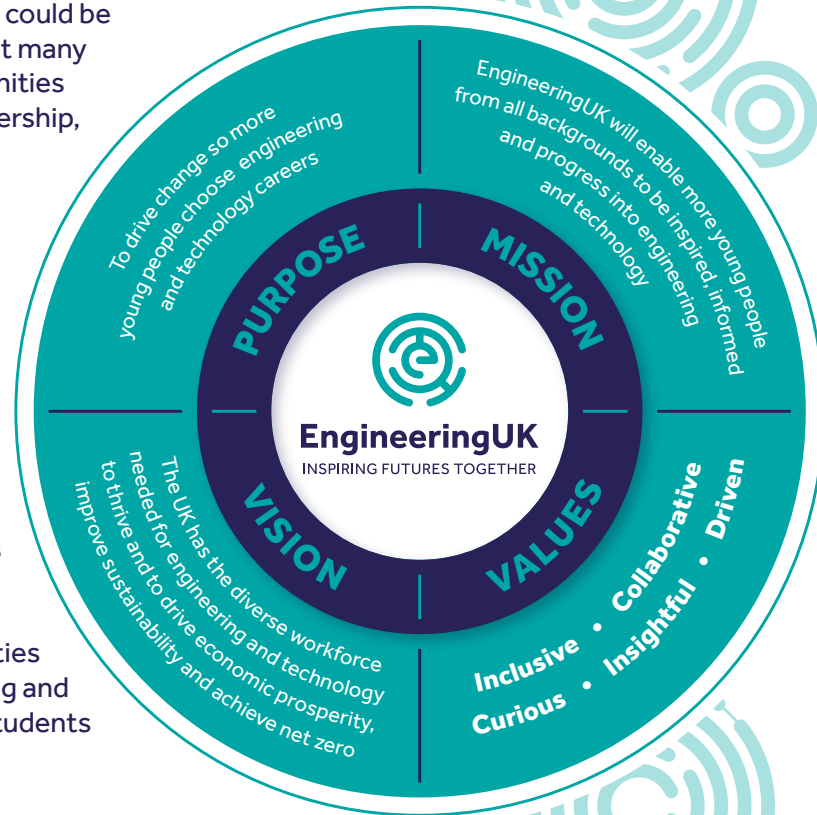 could be
t many
nities
ership,
s
ties
g and
tudents
To drive change so more
young people choose engineering
and technology careers
PURPOSE
EngineeringUK will enable more young people
from all backgrounds to be inspired, informed
and progress into engineering
and technology
MISSION
EngineeringUK
INSPIRING FUTURES TOGETHER
VISION
The UK has the diverse workforce
needed for engineering and technology
to thrive and to drive economic prosperity,
improve sustainability and achieve net zero
VALUES
Inclusive • Collaborative
Curious • Insightful • Driven